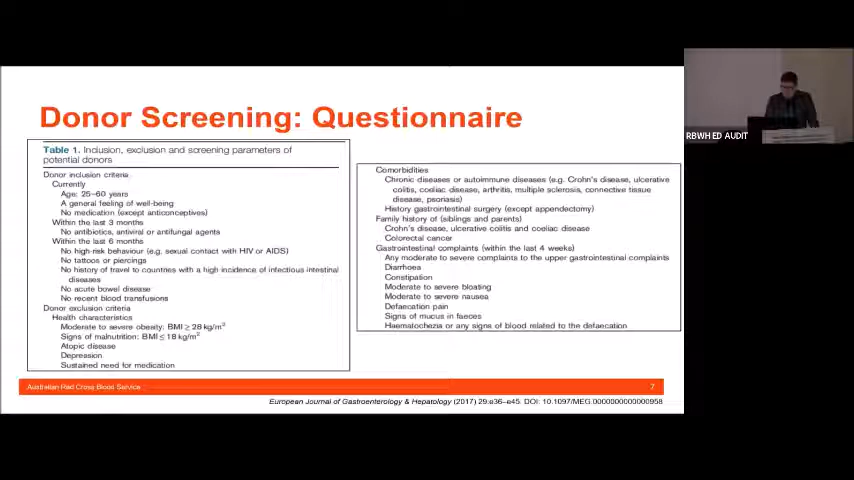 Donor Screening: Questionnaire
Table 1. Inclusion, exclusion and screening parameters of
potential donors
Donor inclusion criteria
Currently
Age: 25–60 years
A general feeling of well-being
No medication (except anticonceptives)
Within the last 3 months
No antibiotics, antiviral or antifungal agents
Within the last 6 months
No high-risk behaviour (e.g. sexual contact with HIV or AIDS)
No tattoos or piercings
No history of travel to countries with a high incidence of infectious intestinal
diseases
No acute bowel disease
No recent blood transfusions
Donor exclusion criteria
Health characteristics
Moderate to severe obesity: BMI ≥ 28 kg/m²
Signs of malnutrition: BMI ≤ 18 kg/m²
Atopic disease
Depression
Sustained need for medication
Comorbidities
Chronic diseases or autoimmune diseases (e.g. Crohn's disease, ulcerative
colitis, coeliac disease, arthritis, multiple sclerosis, connective tissue
disease, psoriasis)
History gastrointestinal surgery (except appendectomy)
Family history of (siblings and parents)
Crohn's disease, ulcerative colitis and coeliac disease
Colorectal cancer
Gastrointestinal complaints (within the last 4 weeks)
Any moderate to severe complaints to the upper gastrointestinal complaints
Diarrhoea
Constipation
Moderate to severe bloating
Moderate to severe nausea
Defaecation pain
Signs of mucus in faeces
Haematochezia or any signs of blood related to the defaecation
Australian Red Cross Blood Service
7
European Journal of Gastroenterology & Hepatology (2017) 29:e36–e45 DOI: 10.1097/MEG.0000000000000958
RBWH ED AUDIT